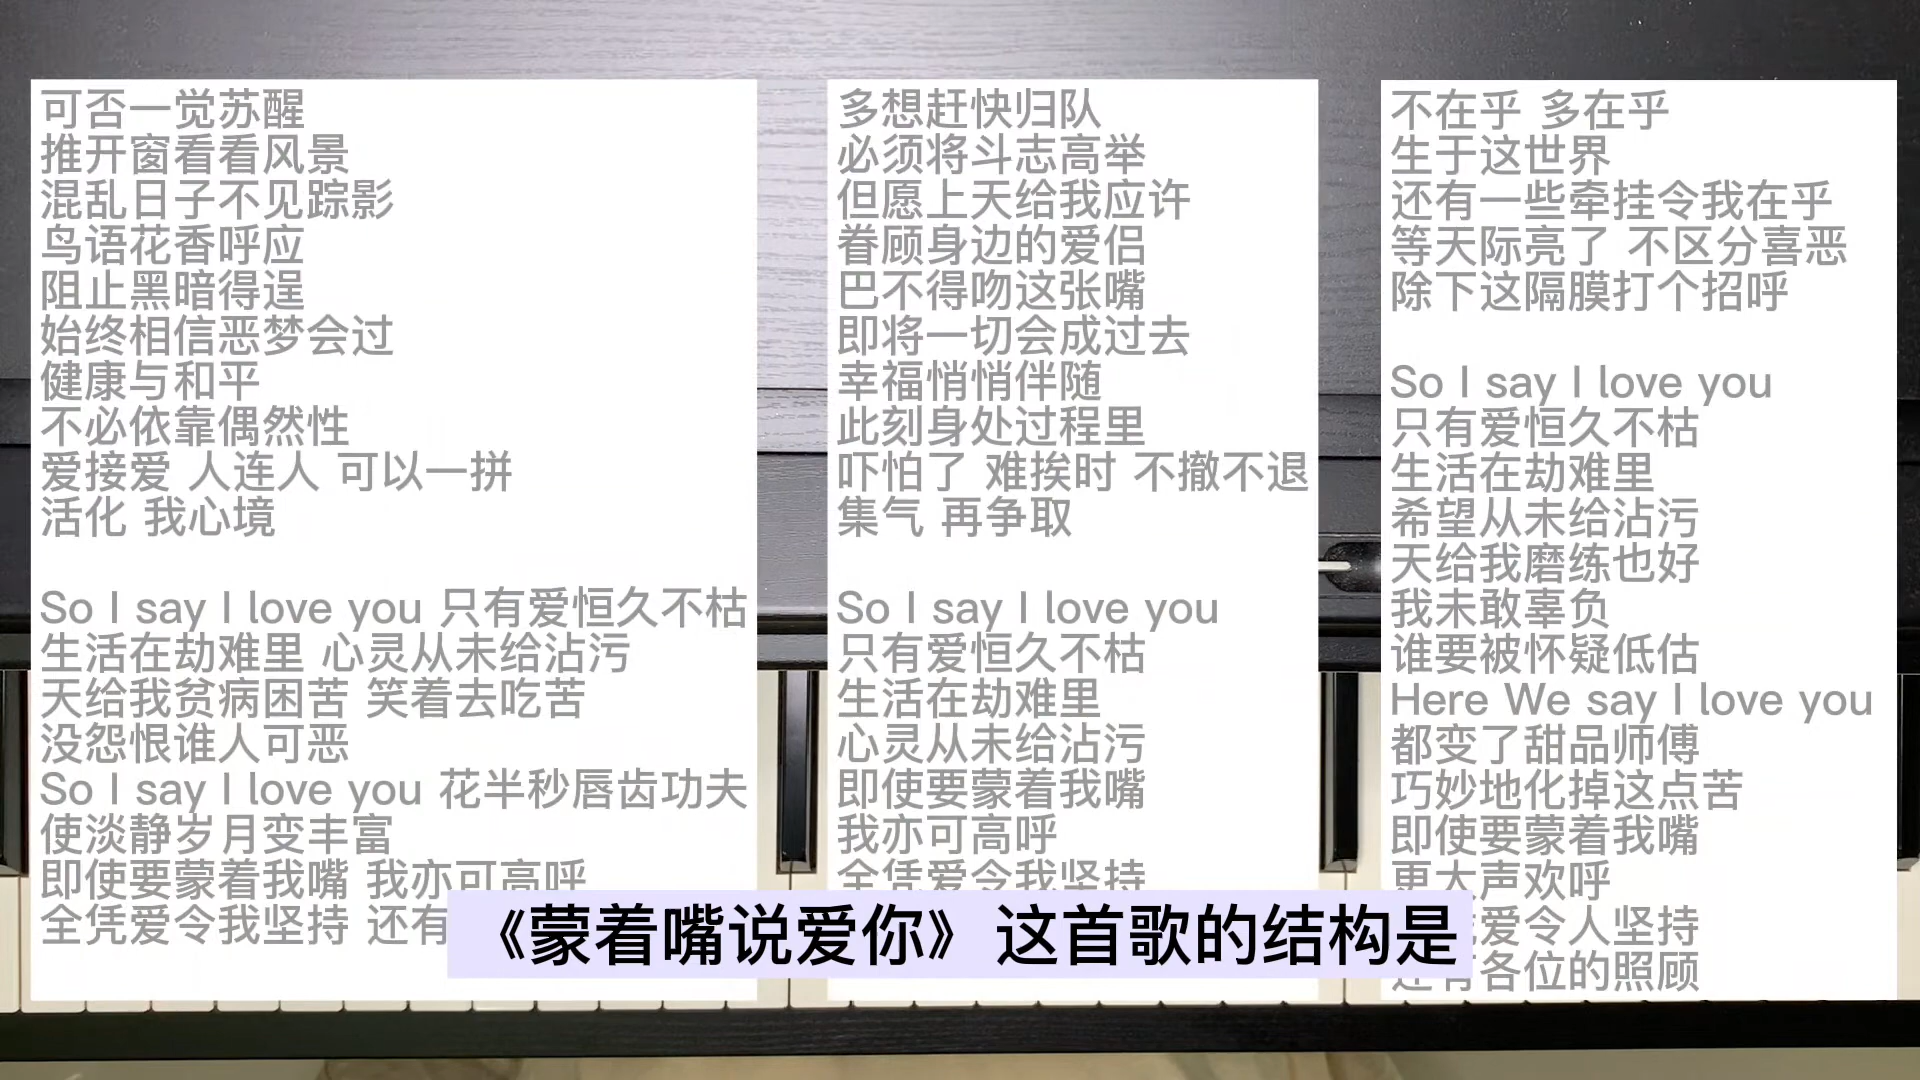 可否一觉苏醒
推开窗看看风景
混乱日子不见踪影
鸟语花香呼应
阻止黑暗得逞
始终相信恶梦会过
健康与和平
不必依靠偶然性
爱接爱 人连人 可以一拼
活化 我心境
So I say I love you 只有爱恒久不枯
生活在劫难里 心灵从未给沾污
天给我贫病困苦 笑着去吃苦
没怨恨谁人可恶
So I say I love you 花半秒唇齿功夫
使淡静岁月变丰富
即使要蒙着我嘴 我亦可高呼
全凭爱令我坚持 还有
多想赶快归队
必须将斗志高举
但愿上天给我应许
眷顾身边的爱侣
巴不得吻这张嘴
即将一切会成过去
幸福悄悄伴随
此刻身处过程里
吓怕了 难挨时 不撤不退
集气 再争取
So I say I love you
只有爱恒久不枯
生活在劫难里
心灵从未给沾污
即使要蒙着我嘴
我亦可高呼
全凭爱令我坚持
不在乎 多在乎
生于这世界
还有一些牵挂令我在乎
等天际亮了 不区分喜恶
除下这隔膜打个招呼
So I say I love you
只有爱恒久不枯
生活在劫难里
希望从未给沾污
天给我磨练也好
我未敢辜负
谁要被怀疑低估
Here We say I love you
都变了甜品师傅
巧妙地化掉这点苦
即使要蒙着我嘴
更大声欢呼
爱令人坚持
还有各位的照顾
《蒙着嘴说爱你》 这首歌的结构是